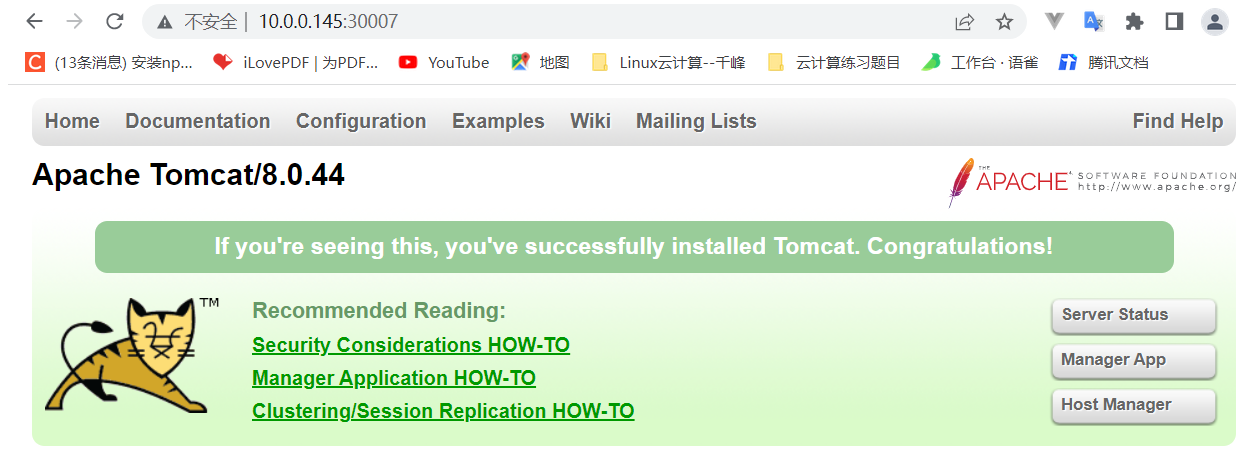 不安全 | 10.0.0.145:30007
(13条消息) 安装np... iLovePDF | 为PDF... YouTube 地图 Linux云计算--千峰 云计算练习题目 工作台 · 语雀 腾讯文档
Home Documentation Configuration Examples Wiki Mailing Lists Find Help
Apache Tomcat/8.0.44
THE APACHE SOFTWARE FOUNDATION
http://www.apache.org/
If you're seeing this, you've successfully installed Tomcat. Congratulations!
TM
Recommended Reading:
Security Considerations HOW-TO
Manager Application HOW-TO
Clustering/Session Replication HOW-TO
Server Status
Manager App
Host Manager